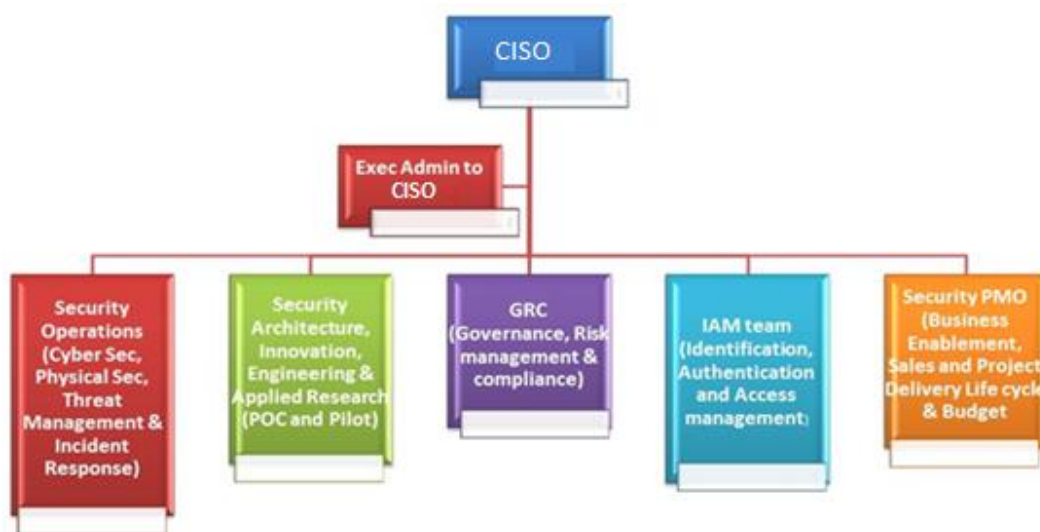 CISO
Exec Admin to
CISO
Security
Operations
(Cyber Sec,
Physical Sec,
Threat
Management &
Incident
Response)
Security
Architecture,
Innovation,
Engineering &
Applied Research
(POC and Pilot)
GRC
(Governance, Risk
management &
compliance)
IAM team
(Identification,
Authentication
and Access
management)
Security PMO
(Business
Enablement,
Sales and Project
Delivery Life cycle
& Budget